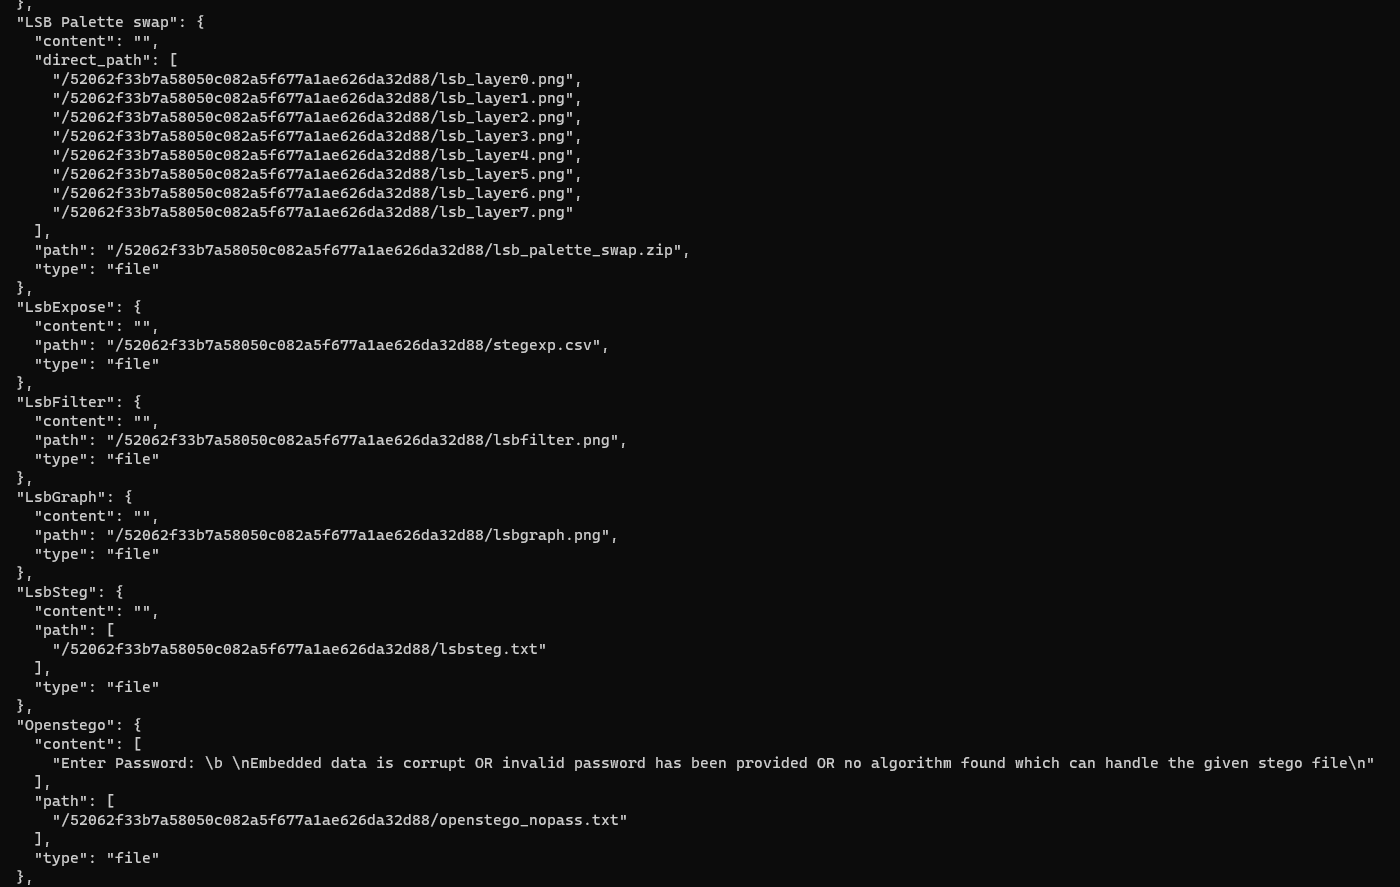 },
"LSB Palette swap": {
"content": "",
"direct_path": [
"/52062f33b7a58050c082a5f677a1ae626da32d88/lsb_layer0.png",
"/52062f33b7a58050c082a5f677a1ae626da32d88/lsb_layer1.png",
"/52062f33b7a58050c082a5f677a1ae626da32d88/lsb_layer2.png",
"/52062f33b7a58050c082a5f677a1ae626da32d88/lsb_layer3.png",
"/52062f33b7a58050c082a5f677a1ae626da32d88/lsb_layer4.png",
"/52062f33b7a58050c082a5f677a1ae626da32d88/lsb_layer5.png",
"/52062f33b7a58050c082a5f677a1ae626da32d88/lsb_layer6.png",
"/52062f33b7a58050c082a5f677a1ae626da32d88/lsb_layer7.png"
],
"path": "/52062f33b7a58050c082a5f677a1ae626da32d88/lsb_palette_swap.zip",
"type": "file"
},
"LsbExpose": {
"content": "",
"path": "/52062f33b7a58050c082a5f677a1ae626da32d88/stegexp.csv",
"type": "file"
},
"LsbFilter": {
"content": "",
"path": "/52062f33b7a58050c082a5f677a1ae626da32d88/lsbfilter.png",
"type": "file"
},
"LsbGraph": {
"content": "",
"path": "/52062f33b7a58050c082a5f677a1ae626da32d88/lsbgraph.png",
"type": "file"
},
"LsbSteg": {
"content": "",
"path": [
"/52062f33b7a58050c082a5f677a1ae626da32d88/lsbsteg.txt"
],
"type": "file"
},
"Openstego": {
"content": [
"Enter Password: \b \nEmbedded data is corrupt OR invalid password has been provided OR no algorithm found which can handle the given stego file\n"
],
"path": [
"/52062f33b7a58050c082a5f677a1ae626da32d88/openstego_nopass.txt"
],
"type": "file"
},